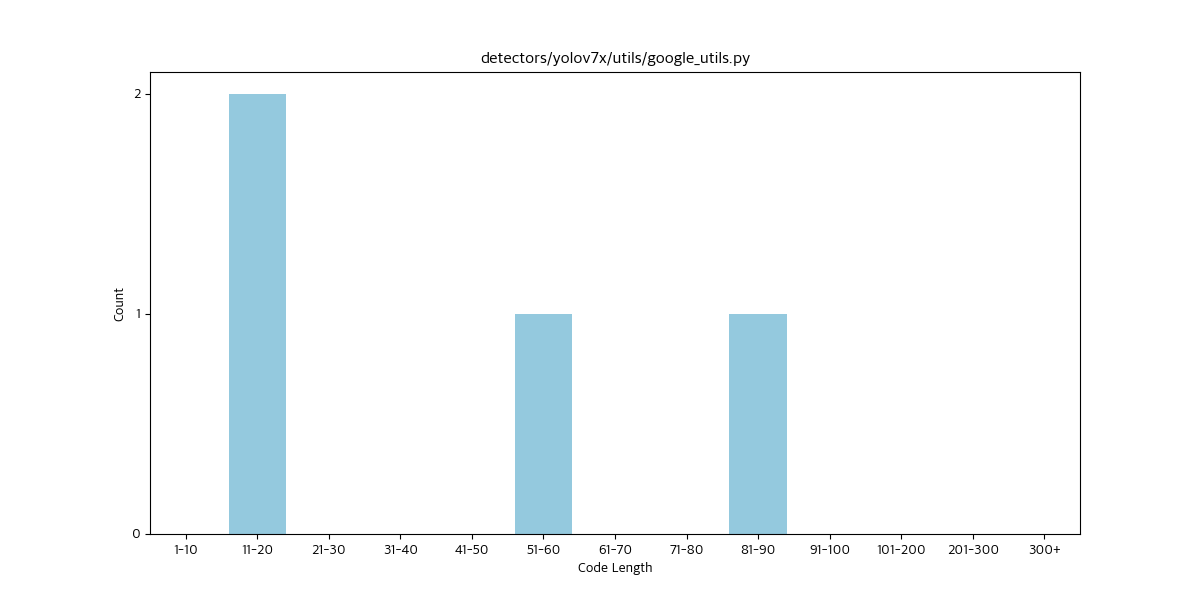 detectors/yolov7x/utils/google_utils.py
2
1
0
Count
1-10 11-20 21-30 31-40 41-50 51-60 61-70 71-80 81-90 91-100 101-200 201-300 300+
Code Length